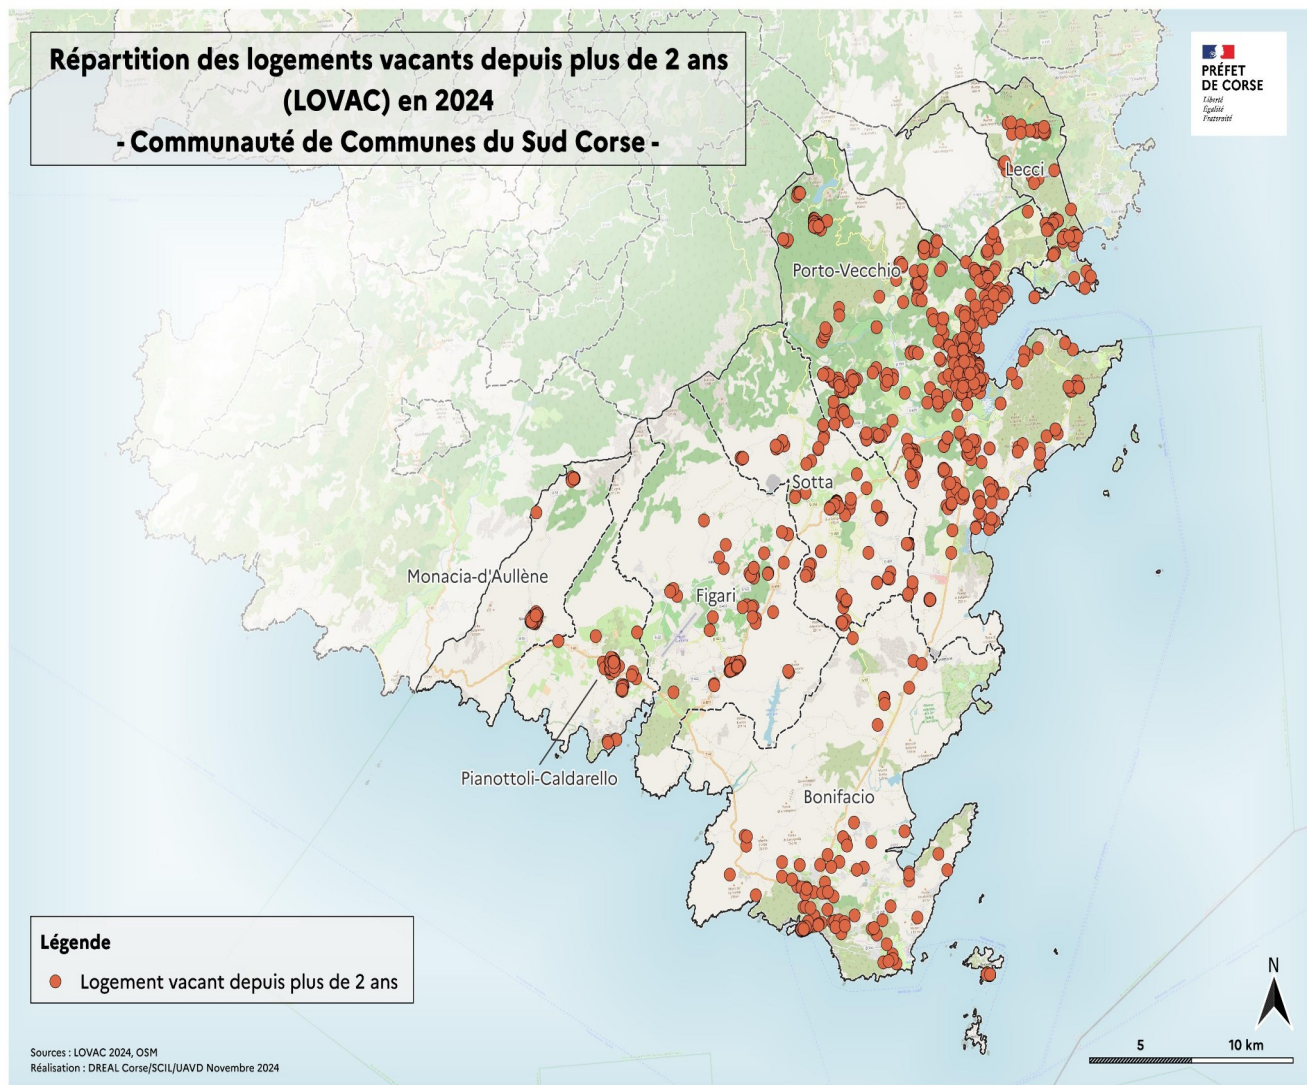 Répartition des logements vacants depuis plus de 2 ans
(LOVAC) en 2024
- Communauté de Communes du Sud Corse -
PRÉFET
DE CORSE
Liberté
Égalité
Fraternité
Lecci
Porto-Vecchio
Sotta
Monacia-d'Aullène
Figari
Pianottoli-Caldarello
Bonifacio
Légende
Logement vacant depuis plus de 2 ans
N
5
10 km
Sources : LOVAC 2024, OSM
Réalisation : DREAL Corse/SCIL/UAVD Novembre 2024